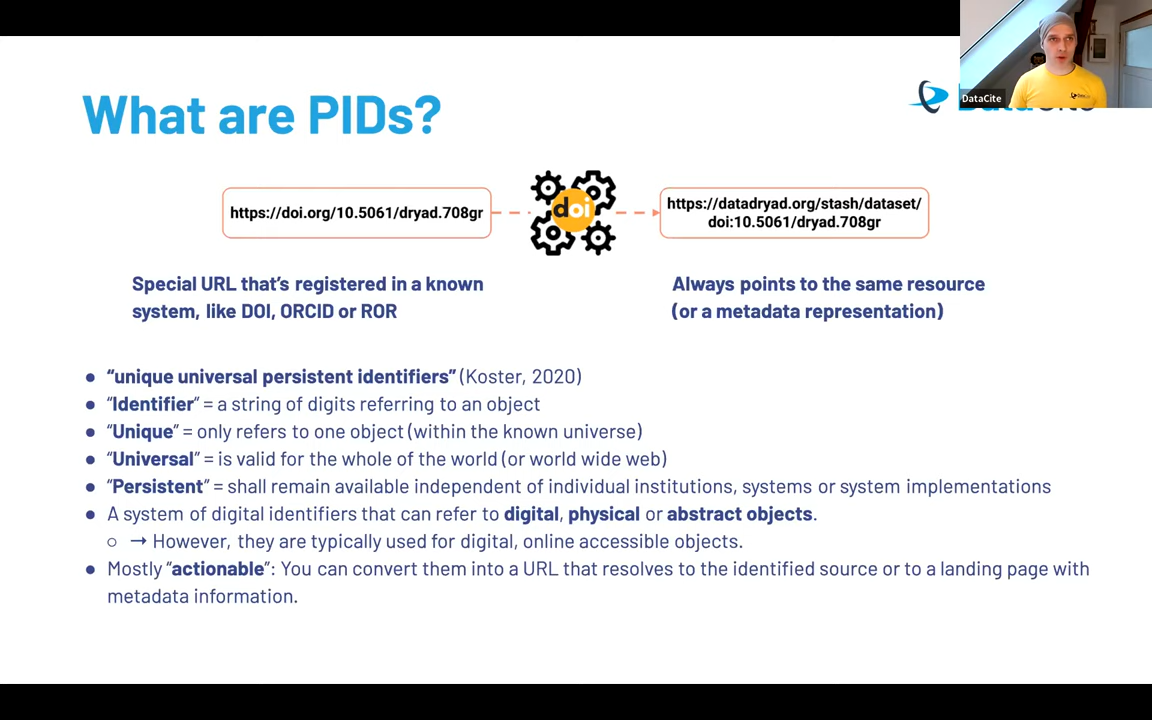 DataCite
What are PIDs?
https://doi.org/10.5061/dryad.708gr
doi
https://datadryad.org/stash/dataset/
doi:10.5061/dryad.708gr
Special URL that's registered in a known
system, like DOI, ORCID or ROR
Always points to the same resource
(or a metadata representation)
● “unique universal persistent identifiers” (Koster, 2020)
● “Identifier” = a string of digits referring to an object
● “Unique” = only refers to one object (within the known universe)
● “Universal” = is valid for the whole of the world (or world wide web)
● “Persistent” = shall remain available independent of individual institutions, systems or system implementations
● A system of digital identifiers that can refer to digital, physical or abstract objects.
○ → However, they are typically used for digital, online accessible objects.
● Mostly “actionable”: You can convert them into a URL that resolves to the identified source or to a landing page with
metadata information.